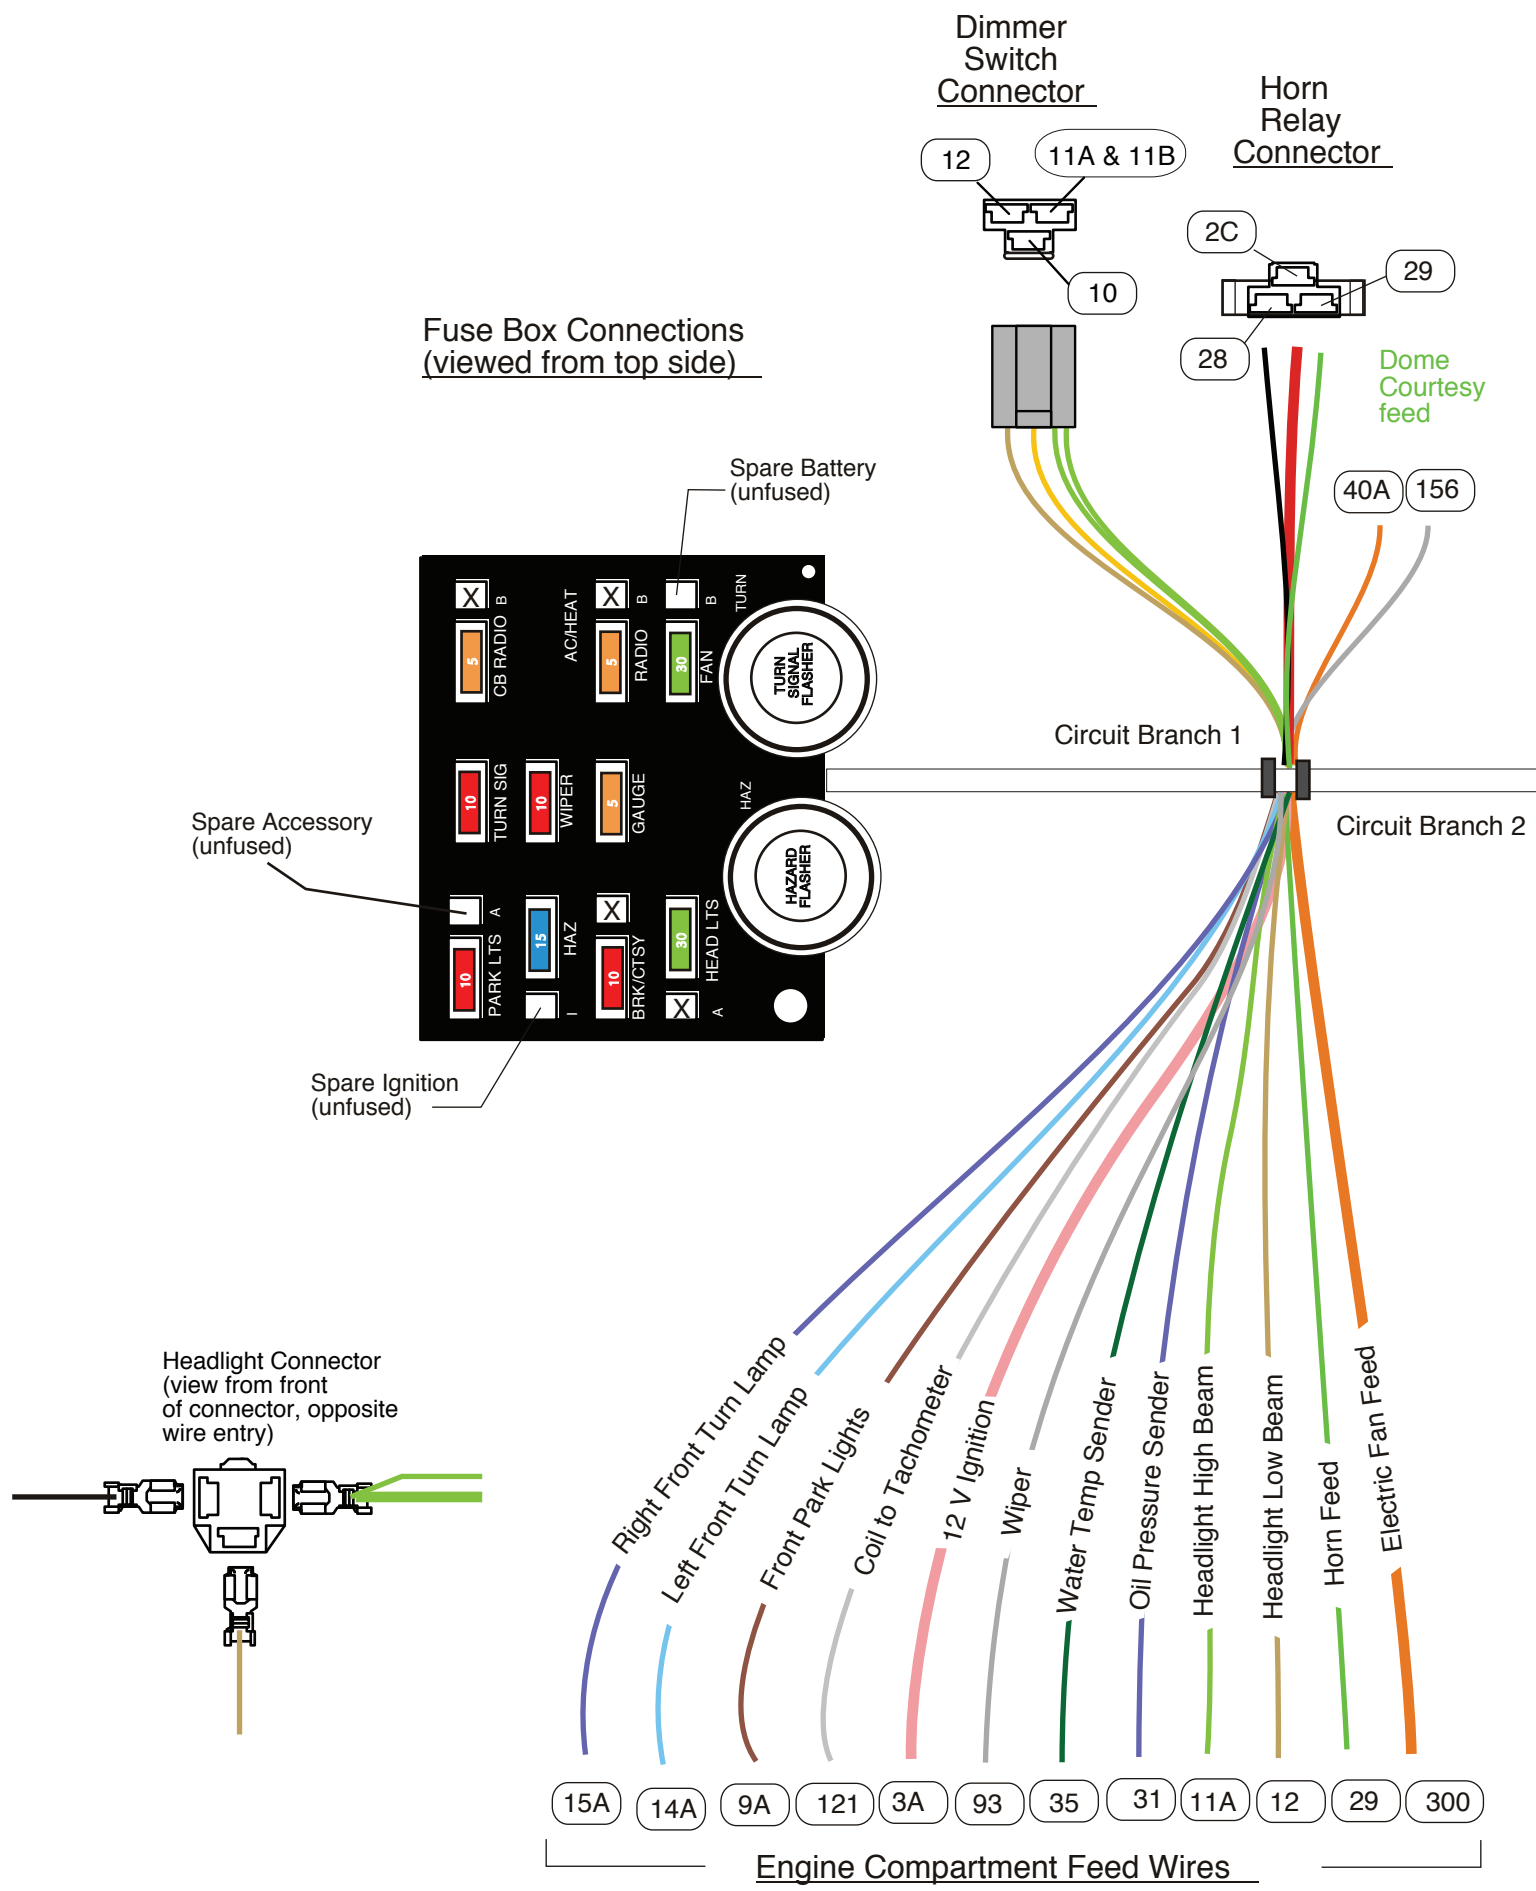 Dimmer
Switch
Connector
12
11A & 11B
10
Horn
Relay
Connector
2C
29
28
Dome
Courtesy
feed
40A
156
Fuse Box Connections
(viewed from top side)
Spare Battery
(unfused)
X
B
5
CB RADIO
AC/HEAT
X
B
5
RADIO
B
30
FAN
TURN
TURN
SIGNAL
FLASHER
10
TURN SIG
10
WIPER
5
GAUGE
HAZ
HAZARD
FLASHER
A
10
PARK LTS
15
HAZ
I
X
10
BRK/CTSY
30
HEAD LTS
X
A
Spare Accessory
(unfused)
Spare Ignition
(unfused)
Circuit Branch 1
Circuit Branch 2
Headlight Connector
(view from front
of connector, opposite
wire entry)
Right Front Turn Lamp
Left Front Turn Lamp
Front Park Lights
Coil to Tachometer
12 V Ignition
Wiper
Water Temp Sender
Oil Pressure Sender
Headlight High Beam
Headlight Low Beam
Horn Feed
Electric Fan Feed
15A
14A
9A
121
3A
93
35
31
11A
12
29
300
Engine Compartment Feed Wires